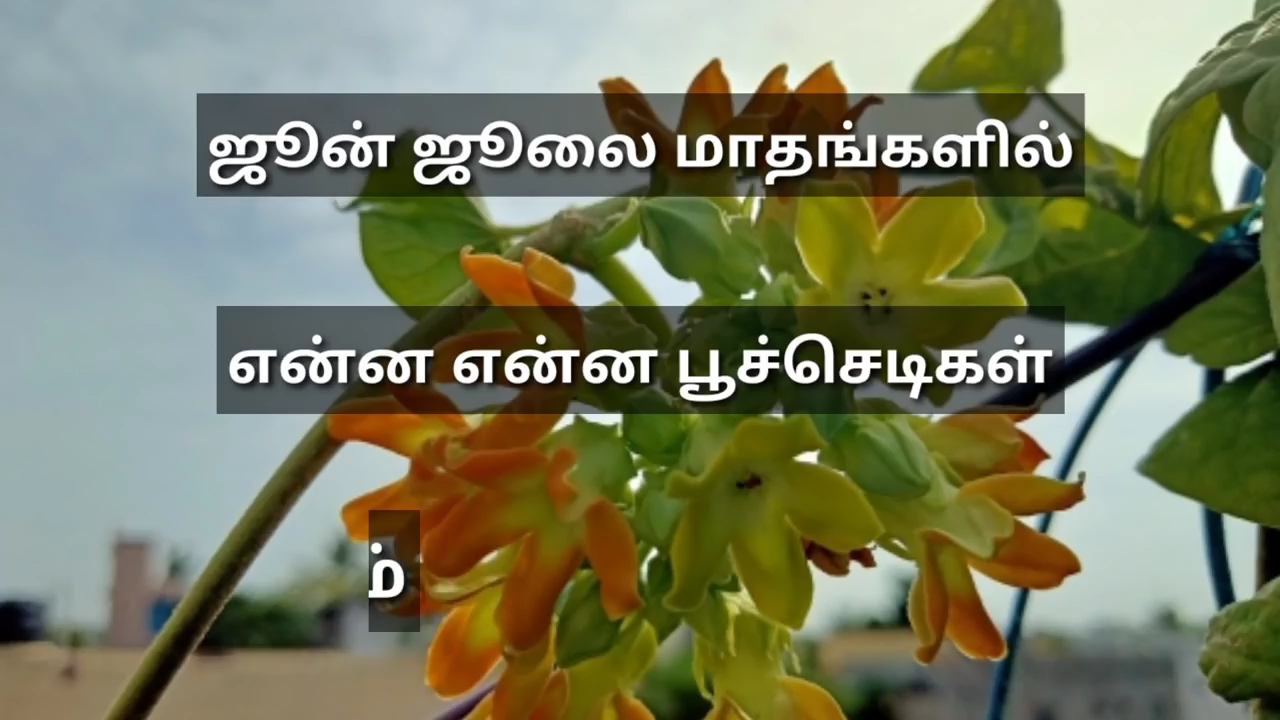 ஜூன் ஜூலை மாதங்களில்
என்ன என்ன பூச்செடிகள்